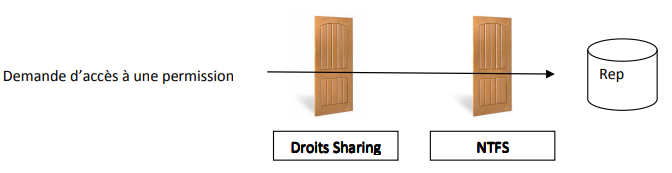 Demande d'accès à une permission
Rep
Droits Sharing
NTFS